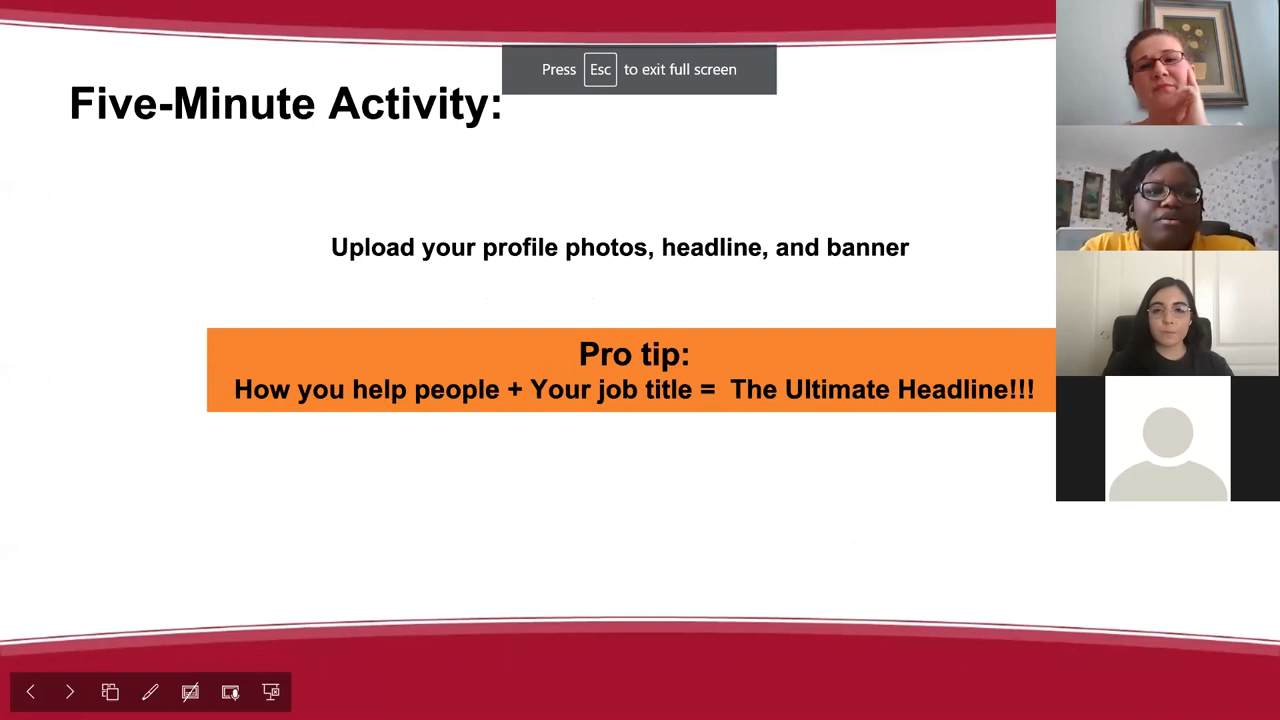 Press Esc to exit full screen
Five-Minute Activity:
Upload your profile photos, headline, and banner
Pro tip:
How you help people + Your job title = The Ultimate Headline!!!